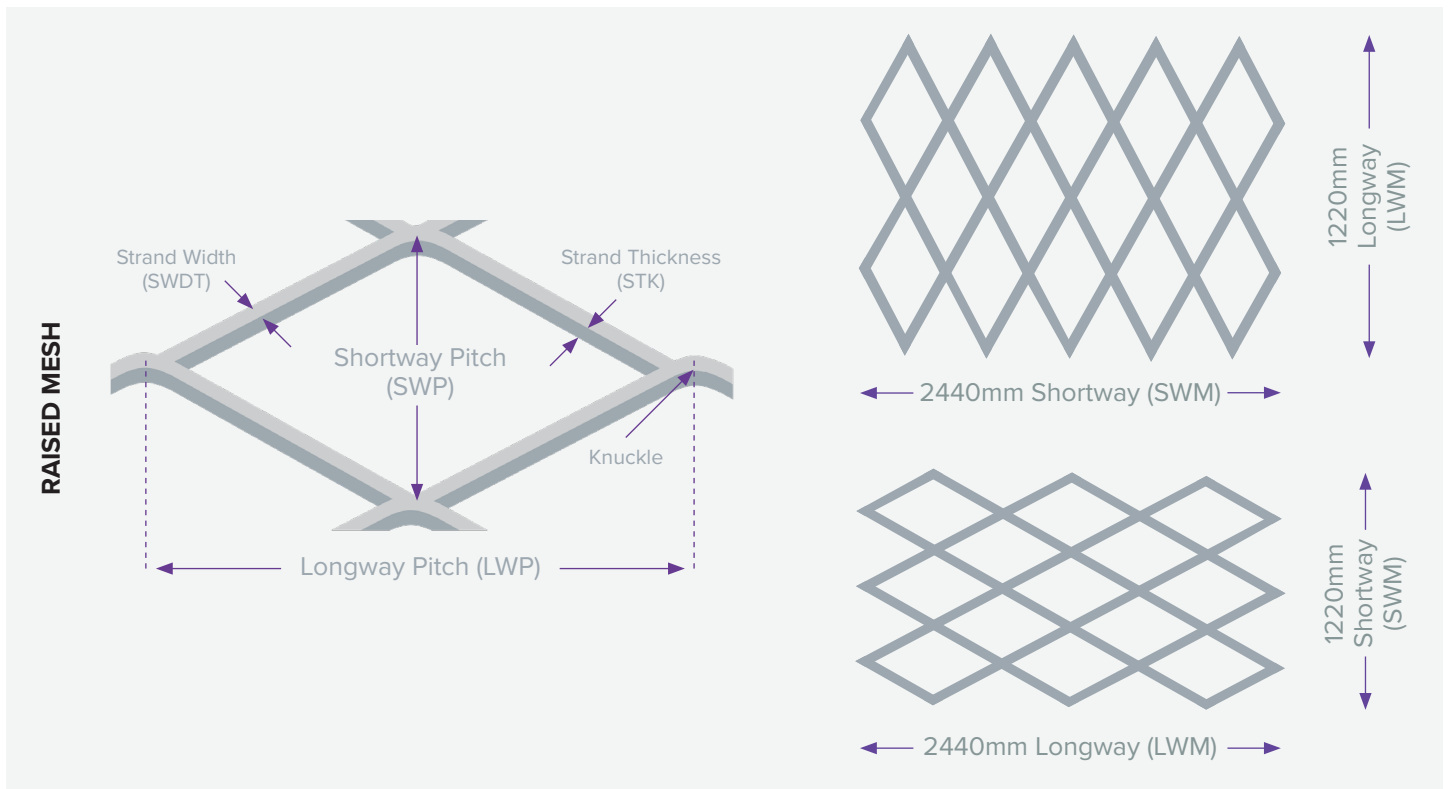 RAISED MESH
Strand Width
(SWDT)
Strand Thickness
(STK)
Shortway Pitch
(SWP)
Knuckle
Longway Pitch (LWP)
1220mm
Longway
(LWM)
2440mm Shortway (SWM)
1220mm
Shortway
(SWM)
2440mm Longway (LWM)